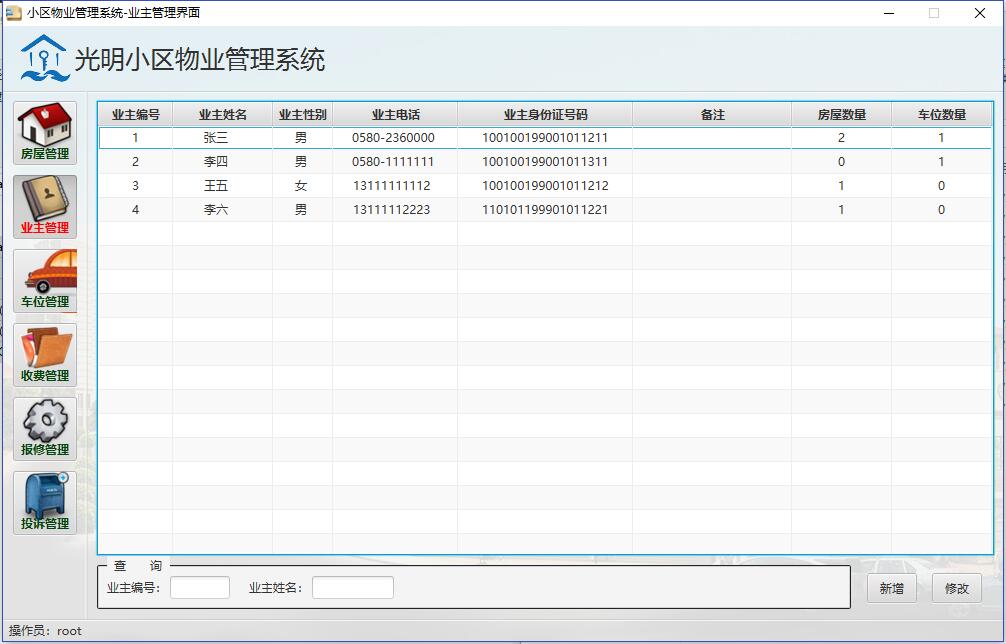 小区物业管理系统-业主管理界面
光明小区物业管理系统
房屋管理
业主管理
车位管理
收费管理
报修管理
投诉管理
业主编号 业主姓名 业主性别 业主电话 业主身份证号码 备注 房屋数量 车位数量
1 张三 男 0580-2360000 100100199001011211 2 1
2 李四 男 0580-1111111 100100199001011311 0 1
3 王五 女 13111111112 100100199001011212 1 0
4 李六 男 13111112223 110101199901011221 1 0
查 询
业主编号: 业主姓名: 新增 修改
操作员: root